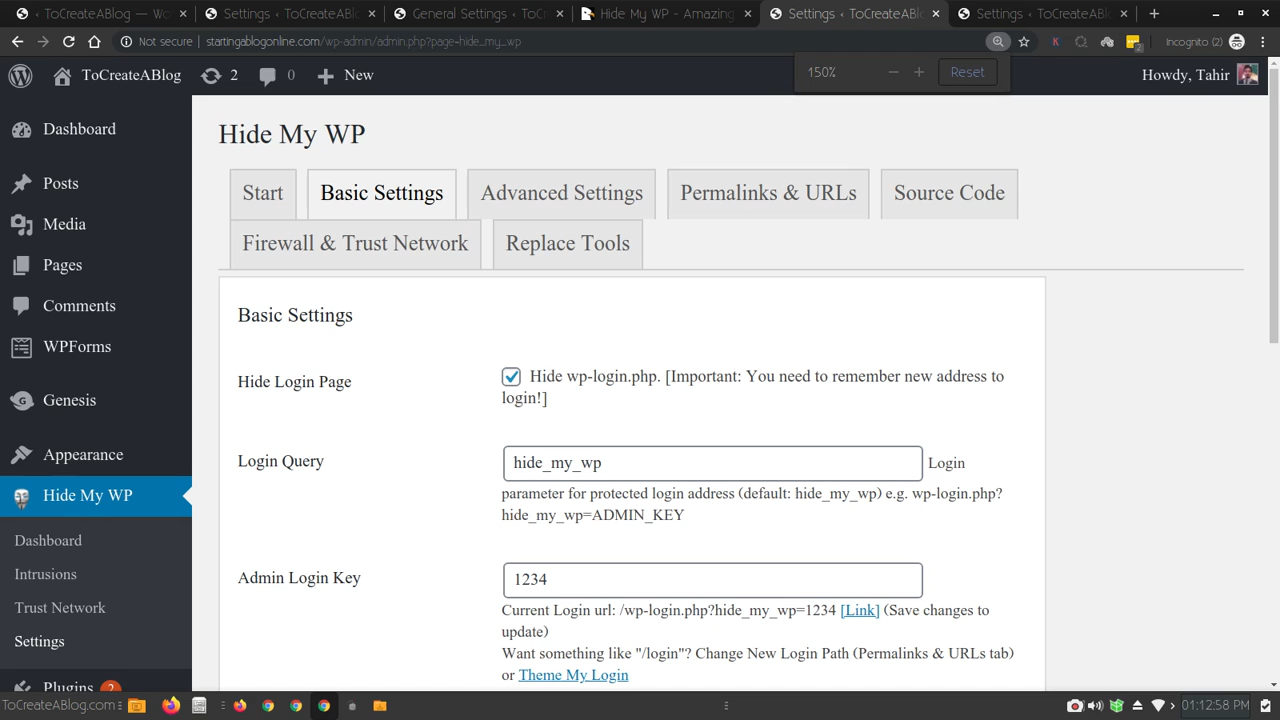 ToCreateABlog — Wo
Settings ‹ ToCreateABlog
General Settings ‹ ToCr
Hide My WP - Amazing
Settings ‹ ToCreateABlo
Settings ‹ ToCreateABlo
Not secure | startingablogonline.com/wp-admin/admin.php?page=hide_my_wp
Incognito (2)
ToCreateABlog
2
0
New
150%
Reset
Howdy, Tahir
Dashboard
Posts
Media
Pages
Comments
WPForms
Genesis
Appearance
Hide My WP
Dashboard
Intrusions
Trust Network
Settings
Plugins 2
Hide My WP
Start
Basic Settings
Advanced Settings
Permalinks & URLs
Source Code
Firewall & Trust Network
Replace Tools
Basic Settings
Hide Login Page
Hide wp-login.php. [Important: You need to remember new address to
login!]
Login Query
hide_my_wp
Login
parameter for protected login address (default: hide_my_wp) e.g. wp-login.php?
hide_my_wp=ADMIN_KEY
Admin Login Key
1234
Current Login url: /wp-login.php?hide_my_wp=1234 [Link] (Save changes to
update)
Want something like "/login"? Change New Login Path (Permalinks & URLs tab)
or Theme My Login
ToCreateABlog.com
01:12:58 PM